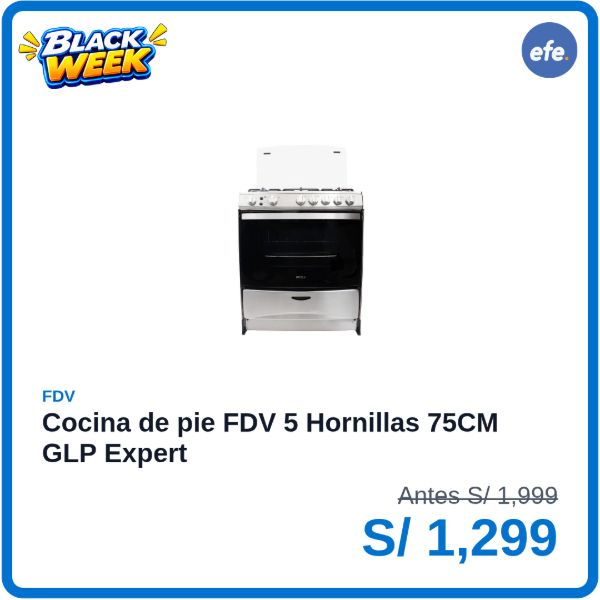 BLACK
WEEK
efe.
FDV
Cocina de pie FDV 5 Hornillas 75CM
GLP Expert
Antes S/ 1,999
S/ 1,299